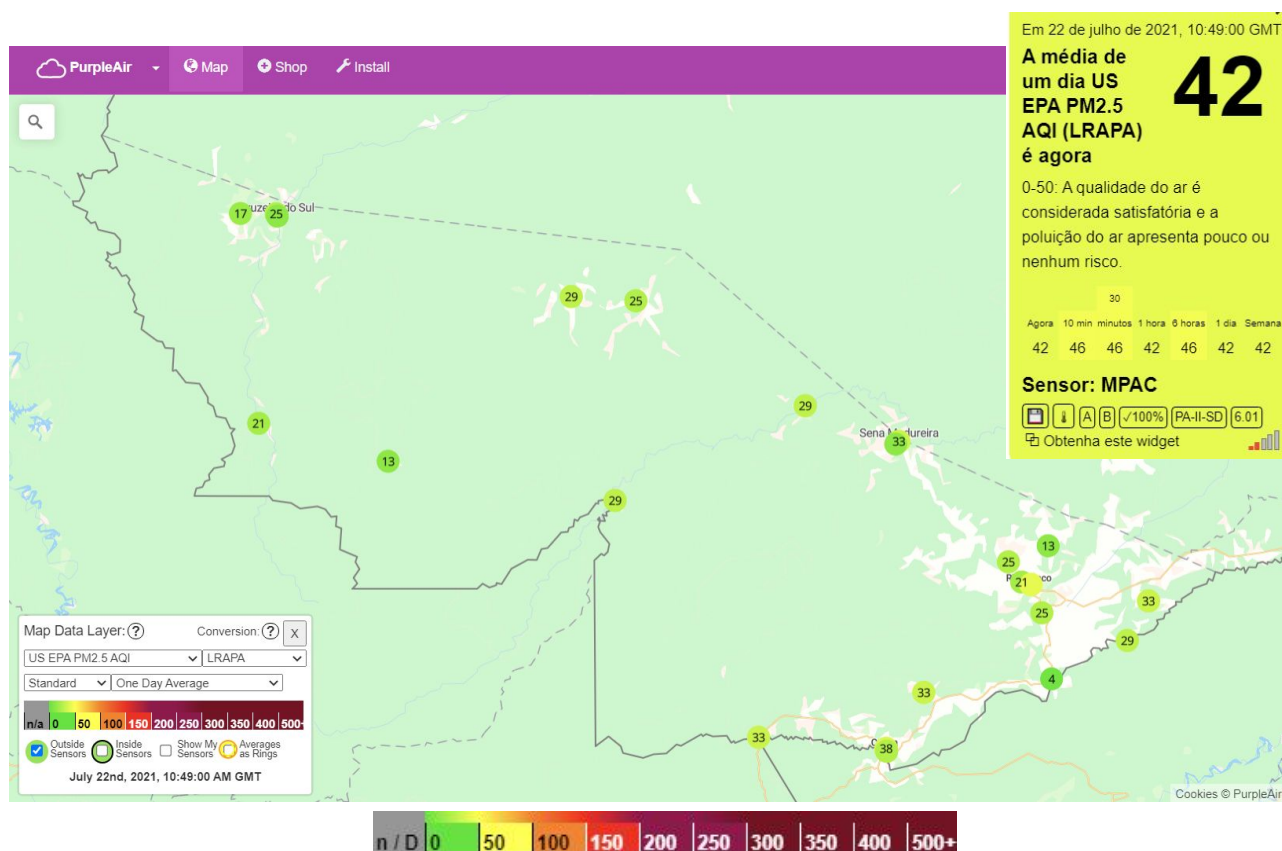 PurpleAir Map Shop Install
Em 22 de julho de 2021, 10:49:00 GMT
A média de
um dia US
EPA PM2.5
AQI (LRAPA)
é agora
42
0-50: A qualidade do ar é
considerada satisfatória e a
poluição do ar apresenta pouco ou
nenhum risco.
30
Agora 10 min minutos 1 hora 6 horas 1 dia Semana
42 46 46 42 46 42 42
Sensor: MPAC
A B √100% PA-II-SD 6.01
Obtenha este widget
17 25 do Sul
29 25
21
13
29
Sena
33
29
13
25
21
25
33
29
4
33
33
38
Map Data Layer: ? Conversion: ? X
US EPA PM2.5 AQI LRAPA
Standard One Day Average
n/a 0 50 100 150 200 250 300 350 400 500+
Outside Sensors Inside Sensors Show My Sensors Averages as Rings
July 22nd, 2021, 10:49:00 AM GMT
Cookies © PurpleAir
n / D 0 50 100 150 200 250 300 350 400 500+